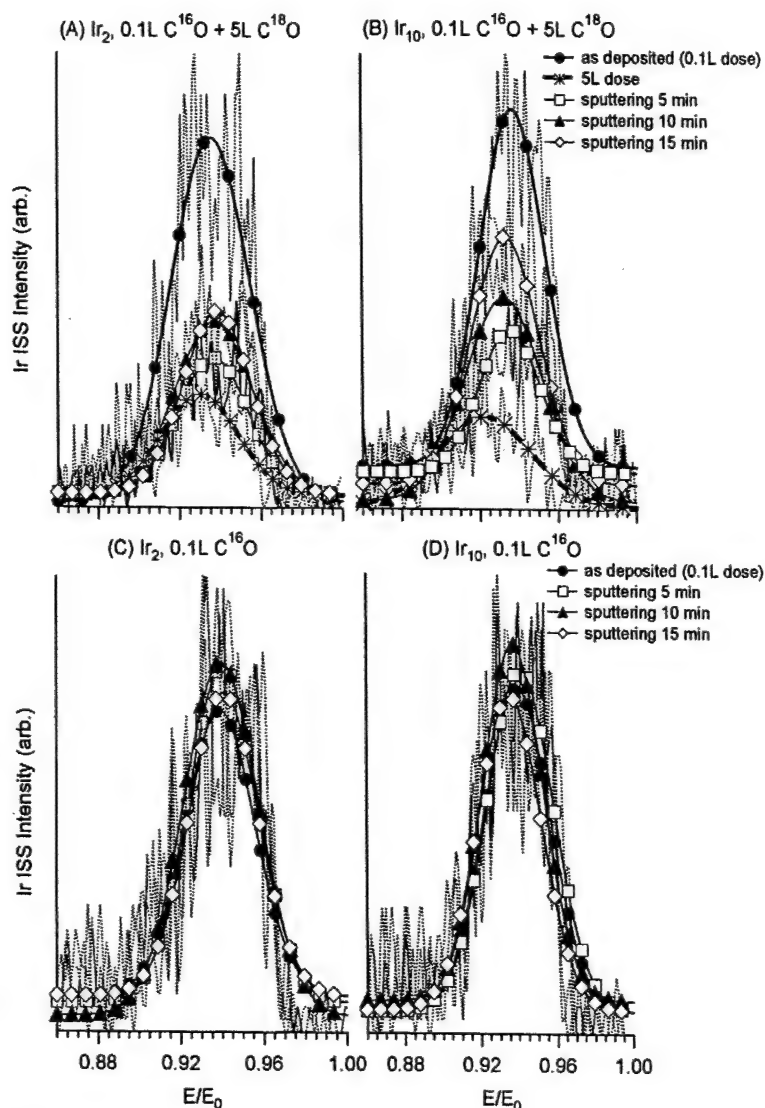 (A) Ir₂, 0.1L C¹⁶O + 5L C¹⁸O
(B) Ir₁₀, 0.1L C¹⁶O + 5L C¹⁸O
as deposited (0.1L dose)
5L dose
sputtering 5 min
sputtering 10 min
sputtering 15 min
Ir ISS Intensity (arb.)
(C) Ir₂, 0.1L C¹⁶O
(D) Ir₁₀, 0.1L C¹⁶O
as deposited (0.1L dose)
sputtering 5 min
sputtering 10 min
sputtering 15 min
Ir ISS Intensity (arb.)
0.88 0.92 0.96 1.00
0.88 0.92 0.96 1.00
E/E₀
E/E₀